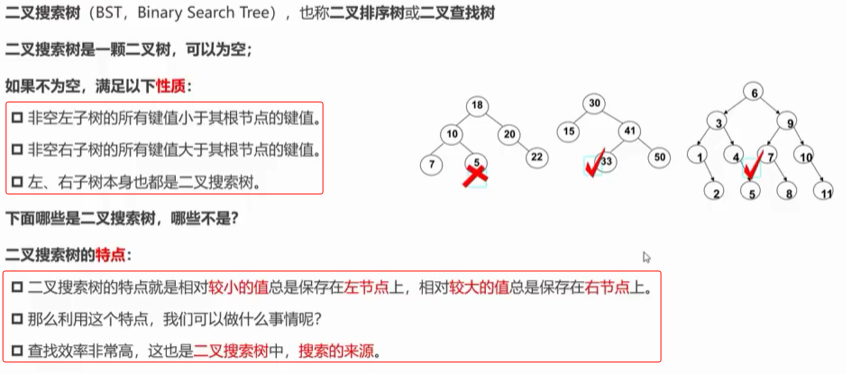 二叉搜索树（BST，Binary Search Tree），也称二叉排序树或二叉查找树
二叉搜索树是一颗二叉树，可以为空；
如果不为空，满足以下性质：
非空左子树的所有键值小于其根节点的键值。
非空右子树的所有键值大于其根节点的键值。
左、右子树本身也都是二叉搜索树。
下面哪些是二叉搜索树，哪些不是？
二叉搜索树的特点：
二叉搜索树的特点就是相对较小的值总是保存在左节点上，相对较大的值总是保存在右节点上。
那么利用这个特点，我们可以做什么事情呢？
查找效率非常高，这也是二叉搜索树中，搜索的来源。
18
10 20
7 5 22
30
15 41
33 50
6
3 9
1 4 7 10
2 5 8 11